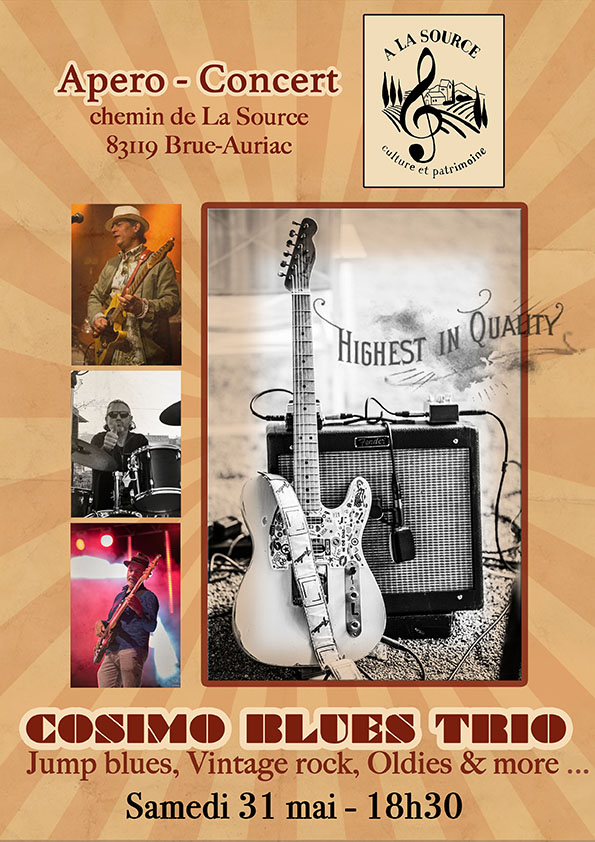 Apero - Concert
chemin de La Source
83119 Brue-Auriac
A LA SOURCE
culture et patrimoine
HIGHEST IN QUALITY
Fender
COSIMO BLUES TRIO
Jump blues, Vintage rock, Oldies & more ...
Samedi 31 mai - 18h30